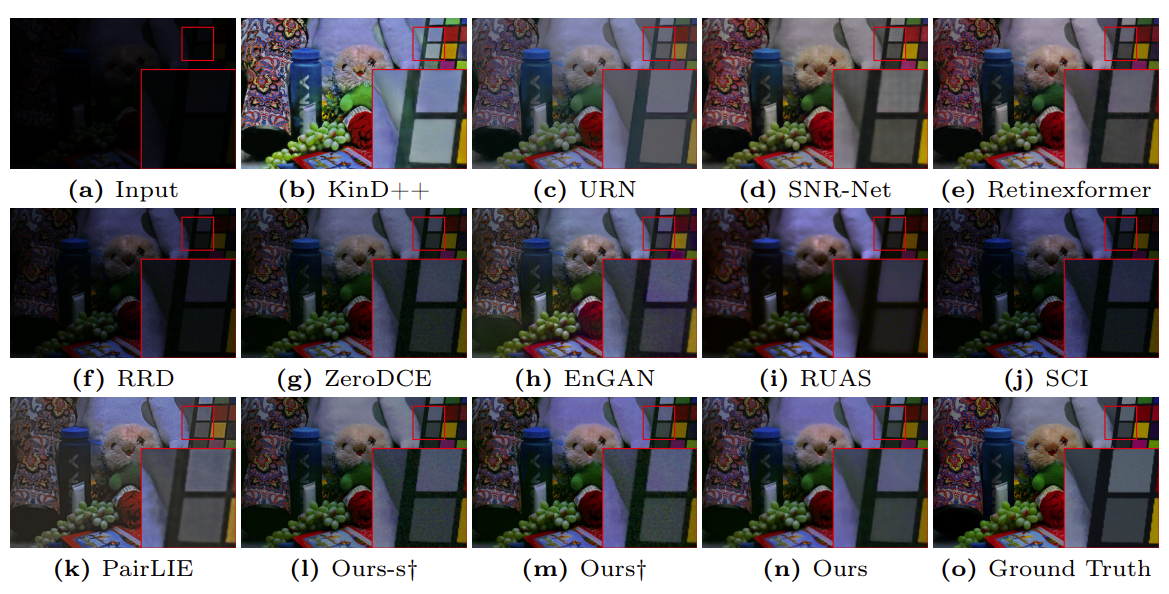 (a) Input (b) KinD++ (c) URN (d) SNR-Net (e) Retinexformer
(f) RRD (g) ZeroDCE (h) EnGAN (i) RUAS (j) SCI
(k) PairLIE (l) Ours-s† (m) Ours† (n) Ours (o) Ground Truth